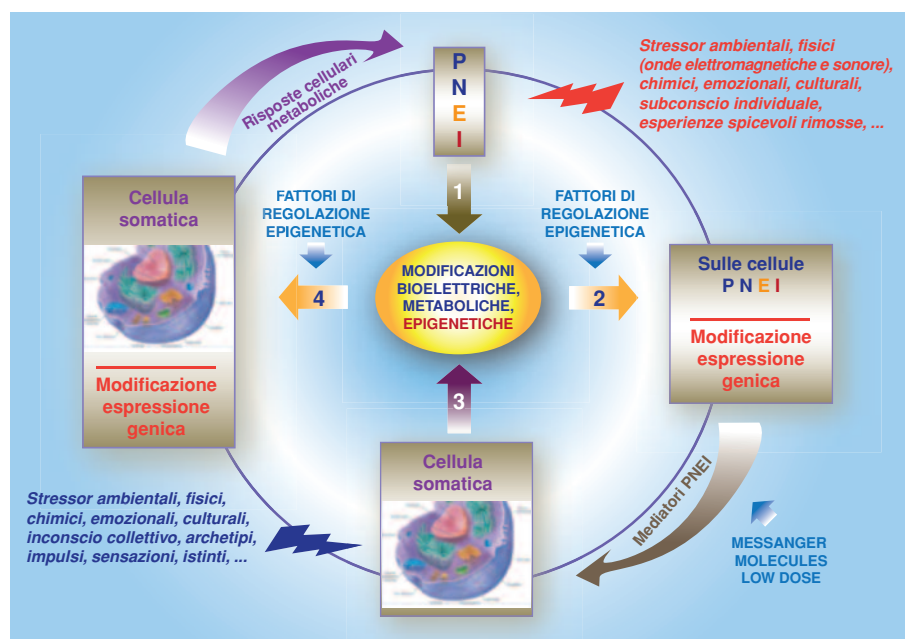 P
N
E
I
Stressor ambientali, fisici
(onde elettromagnetiche e sonore),
chimici, emozionali, culturali,
subconscio individuale,
esperienze spicevoli rimosse, ...
Risposte cellulari
metaboliche
1
Cellula
somatica
Modificazione
espressione
genica
FATTORI DI
REGOLAZIONE
EPIGENETICA
4
MODIFICAZIONI
BIOELETTRICHE,
METABOLICHE,
EPIGENETICHE
FATTORI DI
REGOLAZIONE
EPIGENETICA
2
Sulle cellule
P N E I
Modificazione
espressione
genica
3
Cellula
somatica
Stressor ambientali, fisici,
chimici, emozionali, culturali,
inconscio collettivo, archetipi,
impulsi, sensazioni, istinti, ...
Mediatori PNEI
MESSANGER
MOLECULES
LOW DOSE